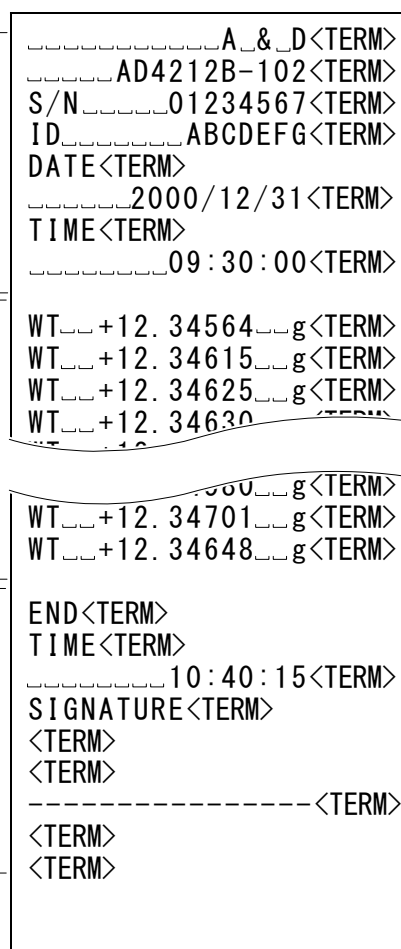 ␣␣␣␣␣␣␣␣␣␣␣A␣&␣D<TERM>
␣␣␣␣␣AD4212B-102<TERM>
S/N␣␣␣␣␣01234567<TERM>
ID␣␣␣␣␣␣␣ABCDEFG<TERM>
DATE<TERM>
␣␣␣␣␣␣2000/12/31<TERM>
TIME<TERM>
␣␣␣␣␣␣␣␣09:30:00<TERM>
WT␣␣+12.34564␣␣g<TERM>
WT␣␣+12.34615␣␣g<TERM>
WT␣␣+12.34625␣␣g<TERM>
WT␣␣+12.34630 <TERM>
␣␣g<TERM>
WT␣␣+12.34701␣␣g<TERM>
WT␣␣+12.34648␣␣g<TERM>
END<TERM>
TIME<TERM>
␣␣␣␣␣␣␣␣10:40:15<TERM>
SIGNATURE<TERM>
<TERM>
<TERM>
----------------<TERM>
<TERM>
<TERM>